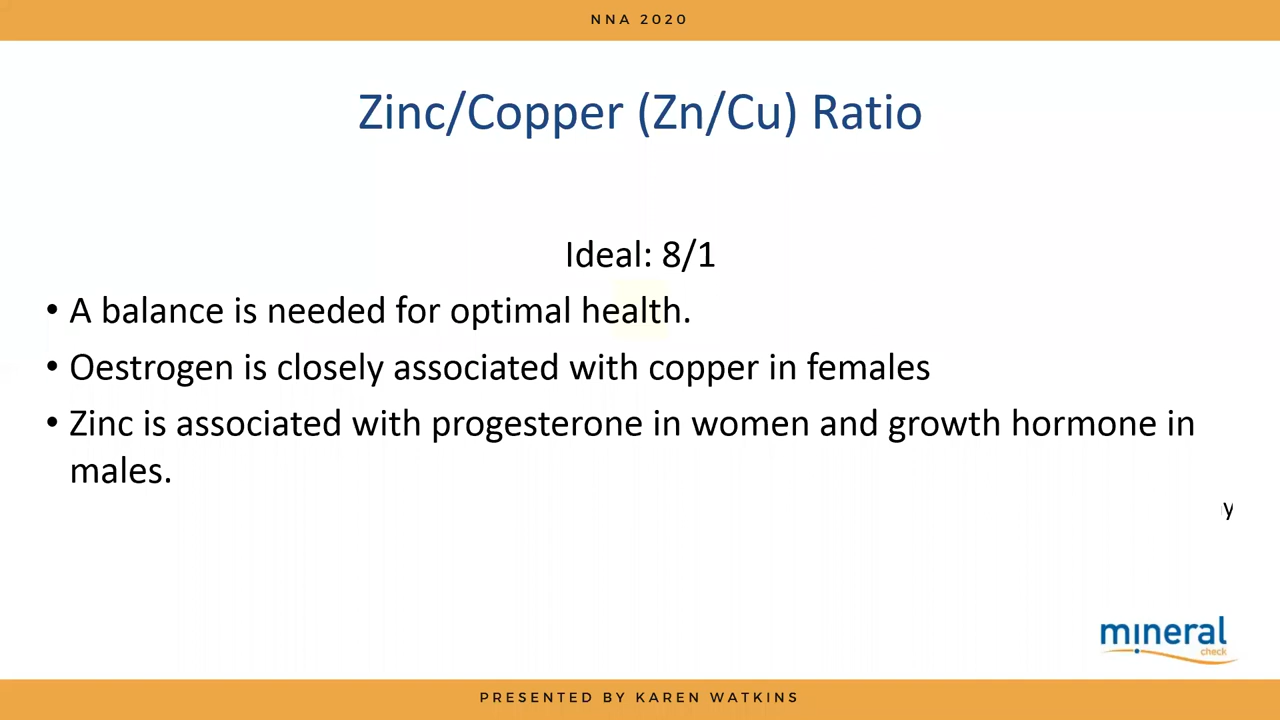 NNA 2020
Zinc/Copper (Zn/Cu) Ratio
Ideal: 8/1
• A balance is needed for optimal health.
• Oestrogen is closely associated with copper in females
• Zinc is associated with progesterone in women and growth hormone in
males.
mineral
check
PRESENTED BY KAREN WATKINS